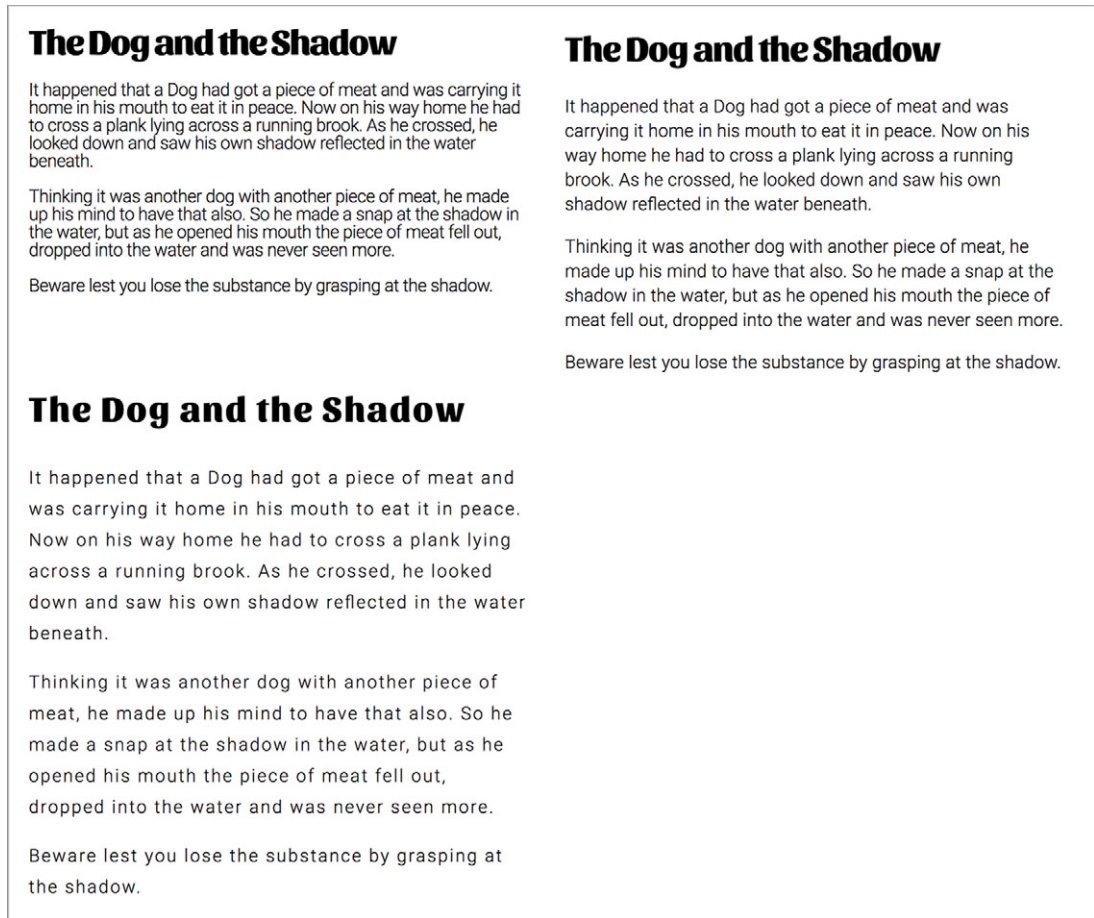 The Dog and the Shadow
It happened that a Dog had got a piece of meat and was carrying it
home in his mouth to eat it in peace. Now on his way home he had
to cross a plank lying across a running brook. As he crossed, he
looked down and saw his own shadow reflected in the water
beneath.
Thinking it was another dog with another piece of meat, he made
up his mind to have that also. So he made a snap at the shadow in
the water, but as he opened his mouth the piece of meat fell out,
dropped into the water and was never seen more.
Beware lest you lose the substance by grasping at the shadow.
The Dog and the Shadow
It happened that a Dog had got a piece of meat and was
carrying it home in his mouth to eat it in peace. Now on his
way home he had to cross a plank lying across a running
brook. As he crossed, he looked down and saw his own
shadow reflected in the water beneath.
Thinking it was another dog with another piece of meat, he
made up his mind to have that also. So he made a snap at the
shadow in the water, but as he opened his mouth the piece of
meat fell out, dropped into the water and was never seen more.
Beware lest you lose the substance by grasping at the shadow.
The Dog and the Shadow
It happened that a Dog had got a piece of meat and
was carrying it home in his mouth to eat it in peace.
Now on his way home he had to cross a plank lying
across a running brook. As he crossed, he looked
down and saw his own shadow reflected in the water
beneath.
Thinking it was another dog with another piece of
meat, he made up his mind to have that also. So he
made a snap at the shadow in the water, but as he
opened his mouth the piece of meat fell out,
dropped into the water and was never seen more.
Beware lest you lose the substance by grasping at
the shadow.